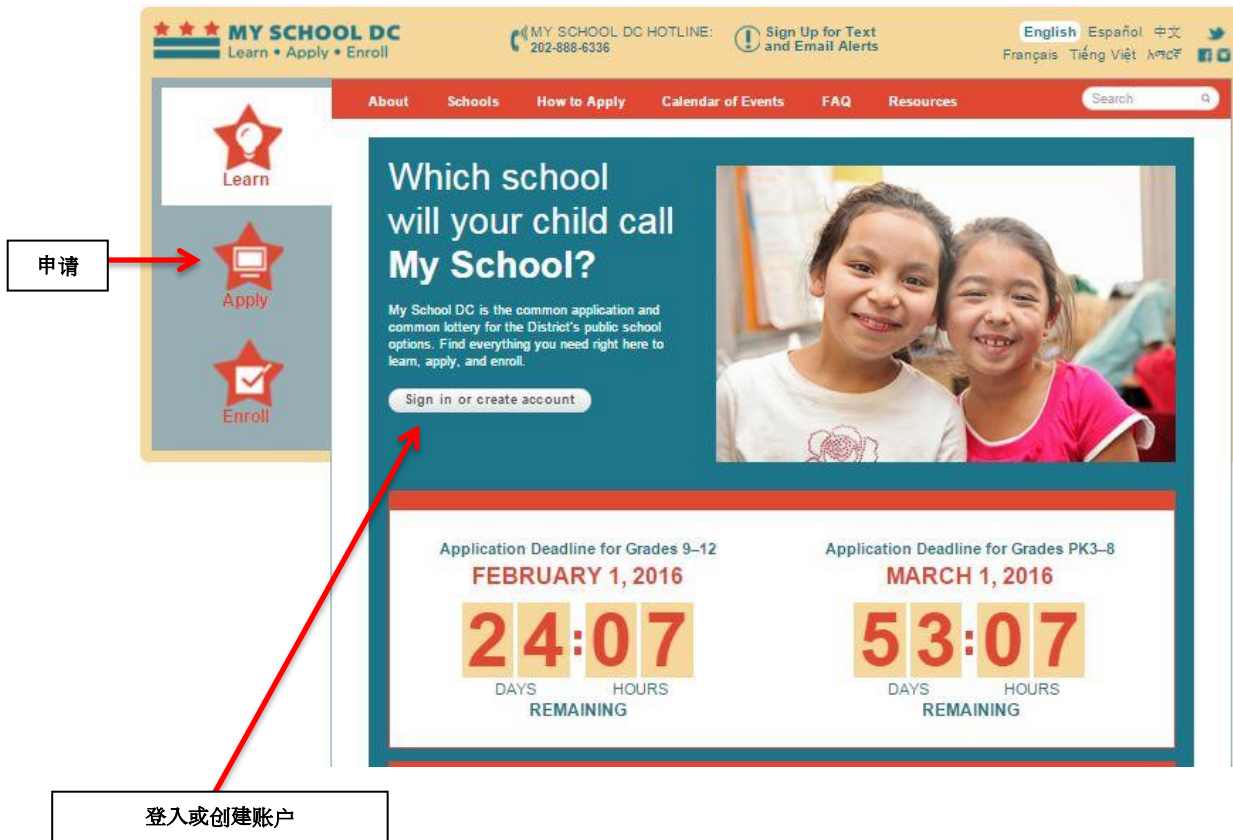 MY SCHOOL DC
Learn • Apply • Enroll
MY SCHOOL DC HOTLINE:
202-888-6336
Sign Up for Text
and Email Alerts
English Español 中文
Français Tiếng Việt አማርኛ
Learn
Apply
Enroll
About Schools How to Apply Calendar of Events FAQ Resources Search
Which school
will your child call
My School?
My School DC is the common application and
common lottery for the District's public school
options. Find everything you need right here to
learn, apply, and enroll.
Sign in or create account
申请
Application Deadline for Grades 9–12
FEBRUARY 1, 2016
24:07
DAYS HOURS
REMAINING
Application Deadline for Grades PK3–8
MARCH 1, 2016
53:07
DAYS HOURS
REMAINING
登入或创建账户